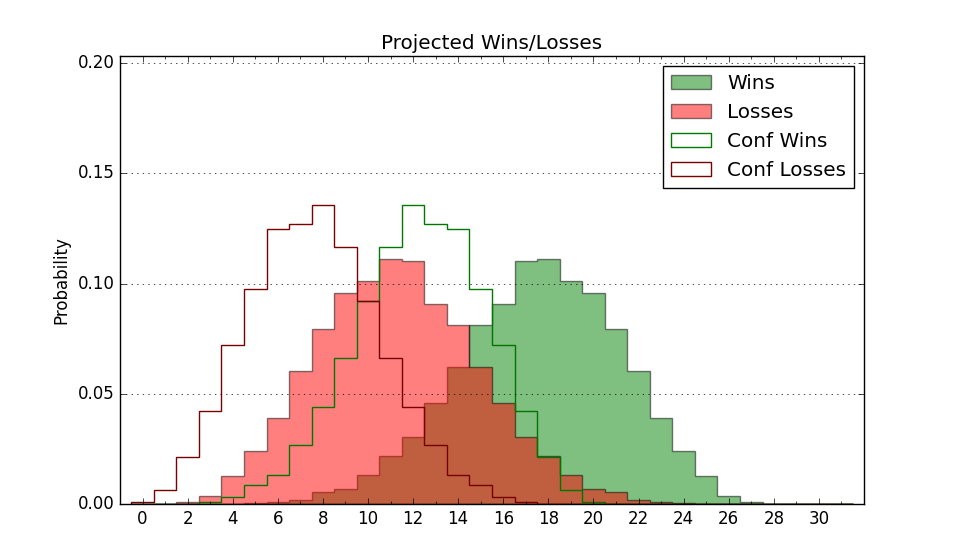 Projected Wins/Losses
0.20
0.15
0.10
0.05
0.00
Probability
Wins
Losses
Conf Wins
Conf Losses
0 2 4 6 8 10 12 14 16 18 20 22 24 26 28 30